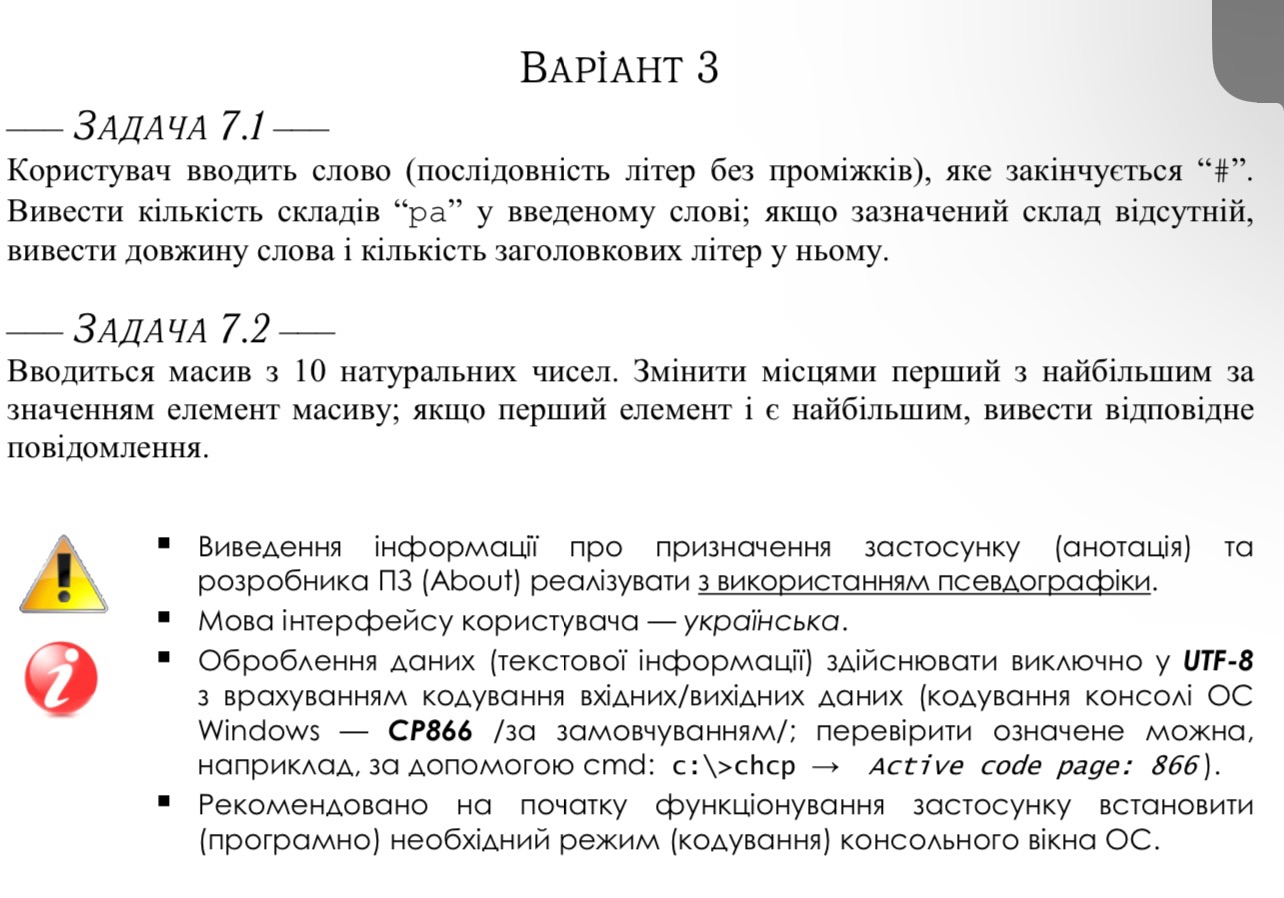 ВАРІАНТ 3
—— ЗАДАЧА 7.1 ——
Користувач вводить слово (послідовність літер без проміжків), яке закінчується “#”.
Вивести кількість складів “ра” у введеному слові; якщо зазначений склад відсутній,
вивести довжину слова і кількість заголовкових літер у ньому.
—— ЗАДАЧА 7.2 ——
Вводиться масив з 10 натуральних чисел. Змінити місцями перший з найбільшим за
значенням елемент масиву; якщо перший елемент і є найбільшим, вивести відповідне
повідомлення.
▪ Виведення інформації про призначення застосунку (анотація) та
розробника ПЗ (About) реалізувати з використанням псевдографіки.
▪ Мова інтерфейсу користувача — українська.
▪ Оброблення даних (текстової інформації) здійснювати виключно у UTF-8
з врахуванням кодування вхідних/вихідних даних (кодування консолі ОС
Windows — CP866 /за замовчуванням/; перевірити означене можна,
наприклад, за допомогою cmd: c:\>chcp → Active code page: 866).
▪ Рекомендовано на початку функціонування застосунку встановити
(програмно) необхідний режим (кодування) консольного вікна ОС.